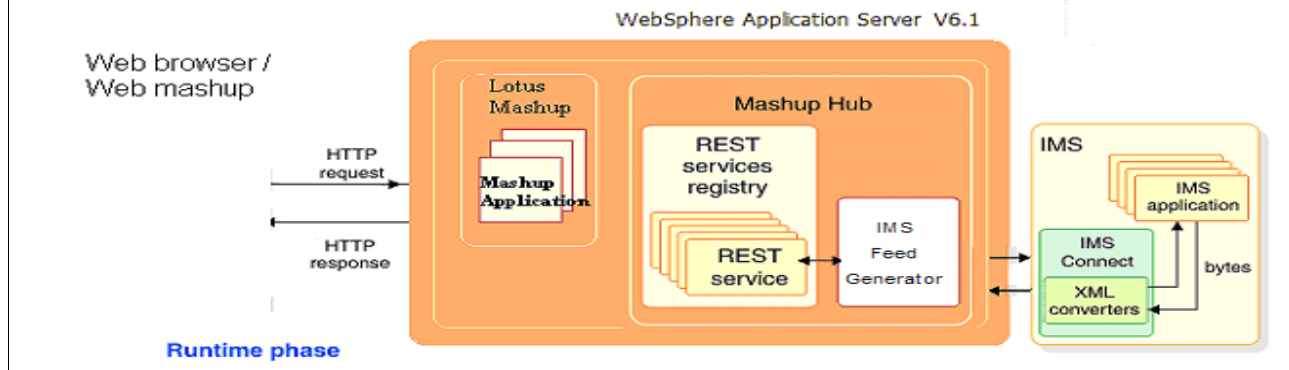 WebSphere Application Server V6.1
Web browser /
Web mashup
Lotus
Mashup
Mashup
Application
HTTP
request
HTTP
response
Mashup Hub
REST
services
registry
REST
service
IMS
Feed
Generator
IMS
IMS
application
IMS
Connect
XML
converters
bytes
Runtime phase